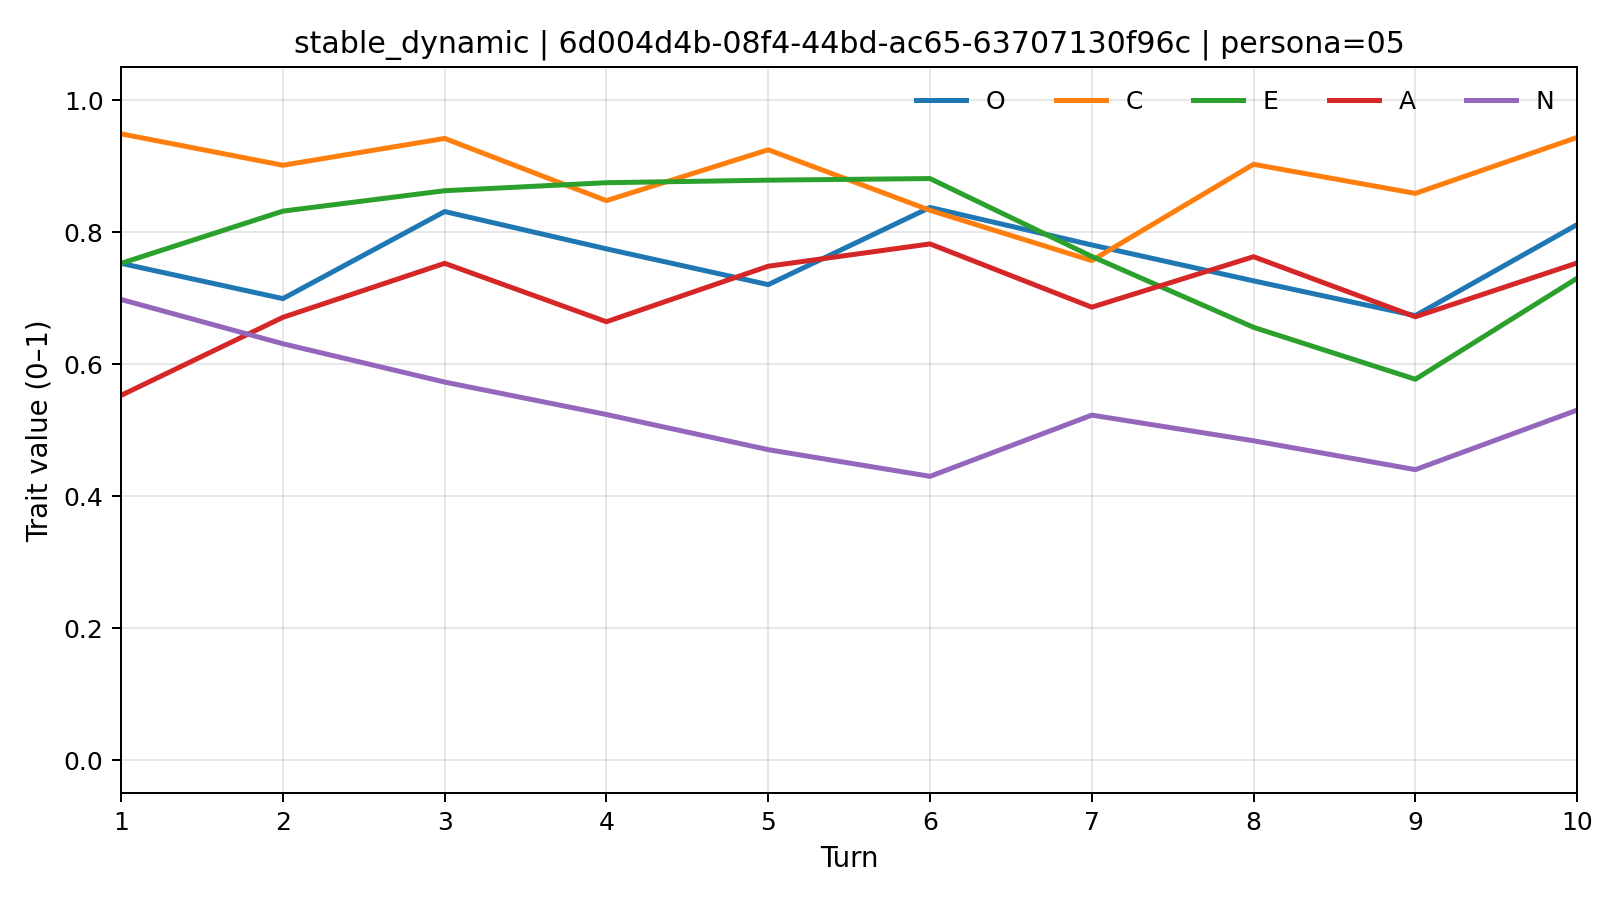 stable_dynamic | 6d004d4b-08f4-44bd-ac65-63707130f96c | persona=05
O C E A N
1.0
0.8
0.6
0.4
0.2
0.0
Trait value (0–1)
1 2 3 4 5 6 7 8 9 10
Turn